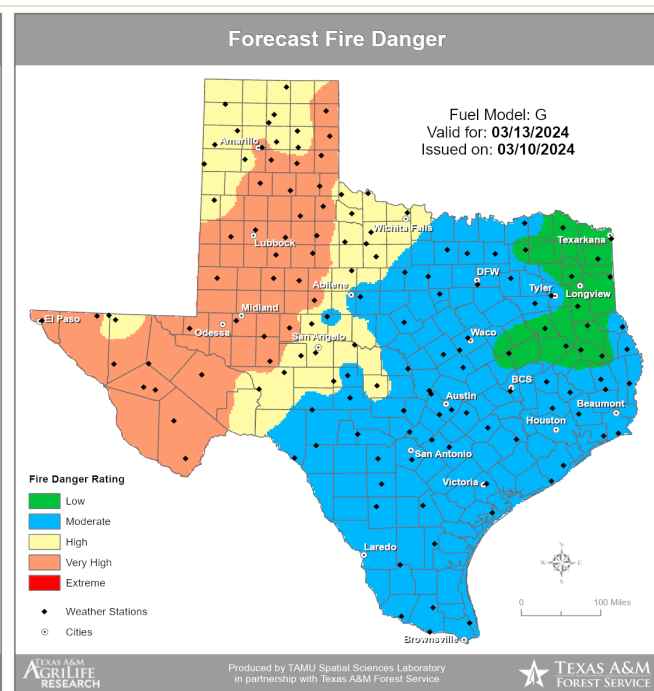 Forecast Fire Danger
Fuel Model: G
Valid for: 03/13/2024
Issued on: 03/10/2024
Amarillo
Wichita Falls
Texarkana
Lubbock
DFW
Abilene
Tyler
Longview
El Paso
Midland
Odessa
Waco
San Angelo
BCS
Austin
Beaumont
Houston
San Antonio
Victoria
Laredo
Brownsville
Fire Danger Rating
Low
Moderate
High
Very High
Extreme
Weather Stations
Cities
N
W
E
S
0 100 Miles
TEXAS A&M
AGRILIFE
RESEARCH
Produced by TAMU Spatial Sciences Laboratory
in partnership with Texas A&M Forest Service
TEXAS A&M
FOREST SERVICE